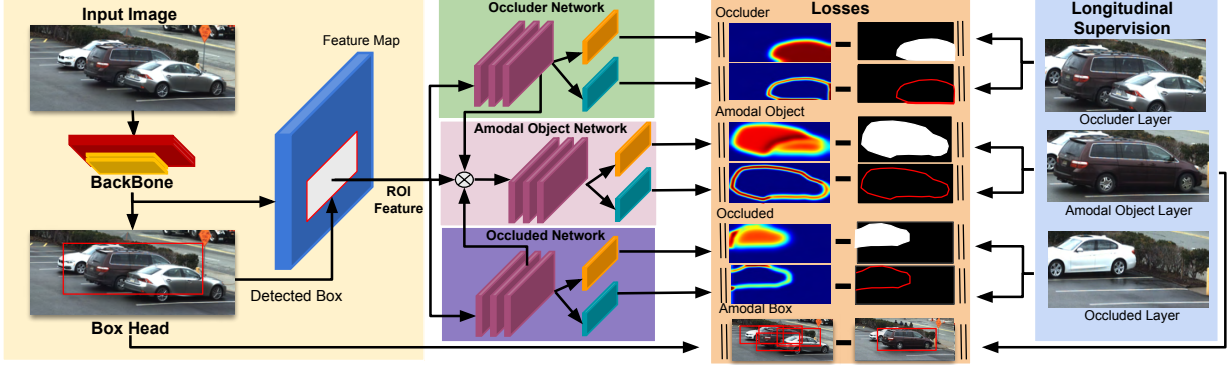 Input Image
BackBone
Box Head
Feature Map
Detected Box
ROI
Feature
Occluder Network
Amodal Object Network
Occluded Network
Losses
Occluder
Amodal Object
Occluded
Amodal Box
Longitudinal
Supervision
Occluder Layer
Amodal Object Layer
Occluded Layer